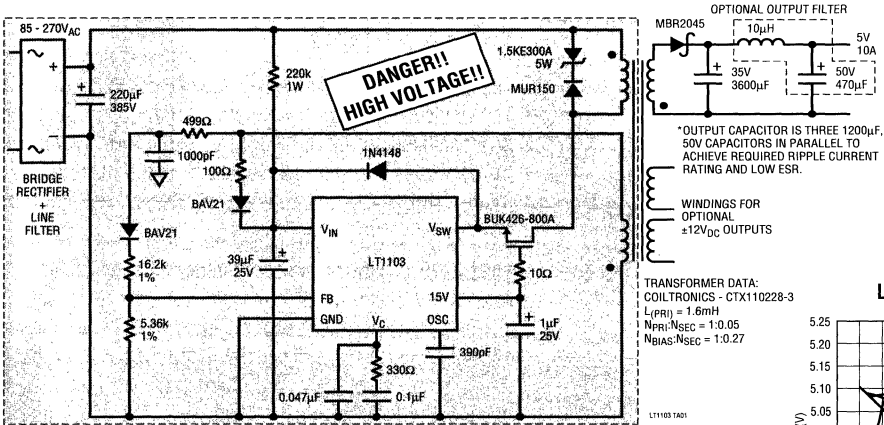 OPTIONAL OUTPUT FILTER
85 - 270VAC
MBR2045
10µH
5V
10A
1.5KE300A
5W
220k
1W
DANGER!!
HIGH VOLTAGE!!
220µF
385V
MUR150
35V
3600µF
50V
470µF
499Ω
1000pF
1N4148
100Ω
*OUTPUT CAPACITOR IS THREE 1200µF,
50V CAPACITORS IN PARALLEL TO
ACHIEVE REQUIRED RIPPLE CURRENT
RATING AND LOW ESR.
BRIDGE
RECTIFIER
+
LINE
FILTER
BAV21
BAV21
VIN
VSW
BUK426-800A
WINDINGS FOR
OPTIONAL
±12VDC OUTPUTS
16.2k
1%
39µF
25V
LT1103
10Ω
FB
15V
GND
VC
OSC
5.36k
1%
1µF
25V
TRANSFORMER DATA:
COILTRONICS - CTX110228-3
L(PRI) = 1.6mH
NPRI:NSEC = 1:0.05
NBIAS:NSEC = 1:0.27
330Ω
390pF
0.047µF
0.1µF
LT1103 TA01
L
5.25
5.20
5.15
5.10
5.05
(V)